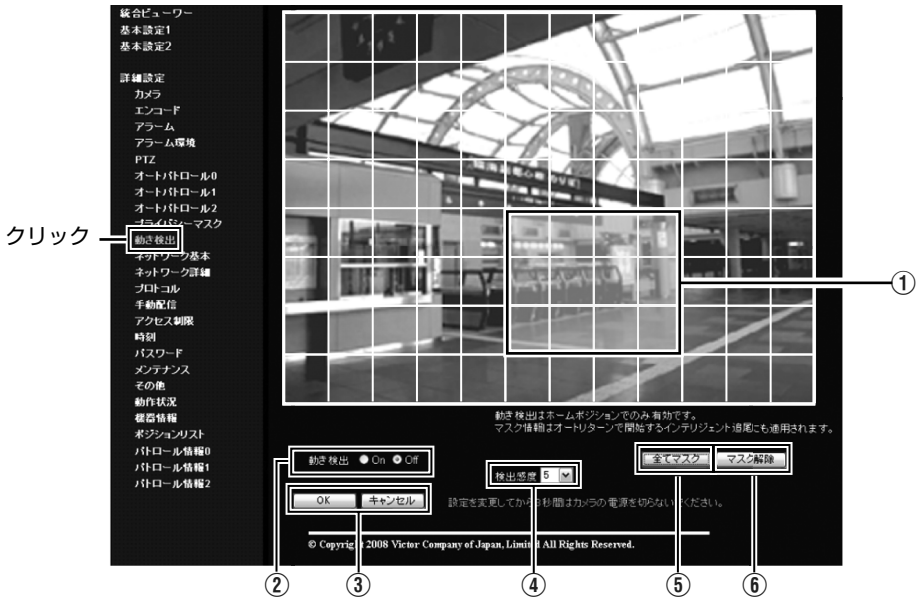 統合ビューワー
基本設定1
基本設定2
詳細設定
カメラ
エンコード
アラーム
アラーム環境
PTZ
オートパトロール0
オートパトロール1
オートパトロール2
プライバシーマスク
クリック
動き検出
ネットワーク基本
ネットワーク詳細
プロトコル
手動配信
アクセス制限
時刻
パスワード
メンテナンス
その他
動作状況
機器情報
ポジションリスト
パトロール情報0
パトロール情報1
パトロール情報2
①
動き検出はホームポジションでのみ有効です。
マスク情報はオートリターンで開始するインテリジェント追尾にも適用されます。
動き検出 On Off
検出感度 5
全てマスク マスク解除
OK キャンセル
設定を変更してから 秒間はカメラの電源を切らないでください。
© Copyright 2008 Victor Company of Japan, Limited All Rights Reserved.
② ③ ④ ⑤ ⑥